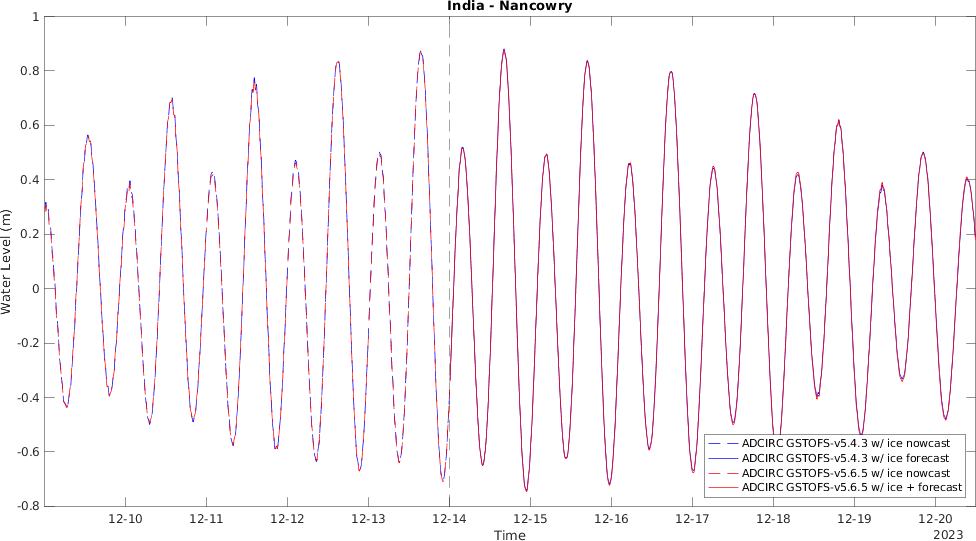 India - Nancowry
1
0.8
0.6
0.4
0.2
0
-0.2
-0.4
-0.6
-0.8
Water Level (m)
ADCIRC GSTOFS-v5.4.3 w/ ice nowcast
ADCIRC GSTOFS-v5.4.3 w/ ice forecast
ADCIRC GSTOFS-v5.6.5 w/ ice nowcast
ADCIRC GSTOFS-v5.6.5 w/ ice + forecast
12-10 12-11 12-12 12-13 12-14 12-15 12-16 12-17 12-18 12-19 12-20
Time
2023